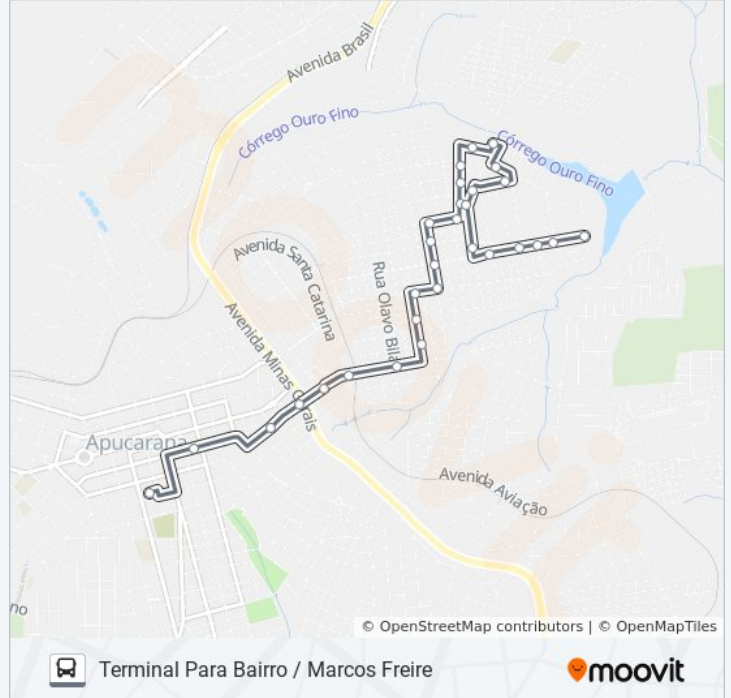 Avenida Brasil
Córrego Ouro Fino
Córrego Ouro Fino
Avenida Santa Catarina
Rua Olavo Bila
Avenida Minas Gerais
Apucarana
Avenida Aviação
no
© OpenStreetMap contributors | © OpenMapTiles
Terminal Para Bairro / Marcos Freire
moovit